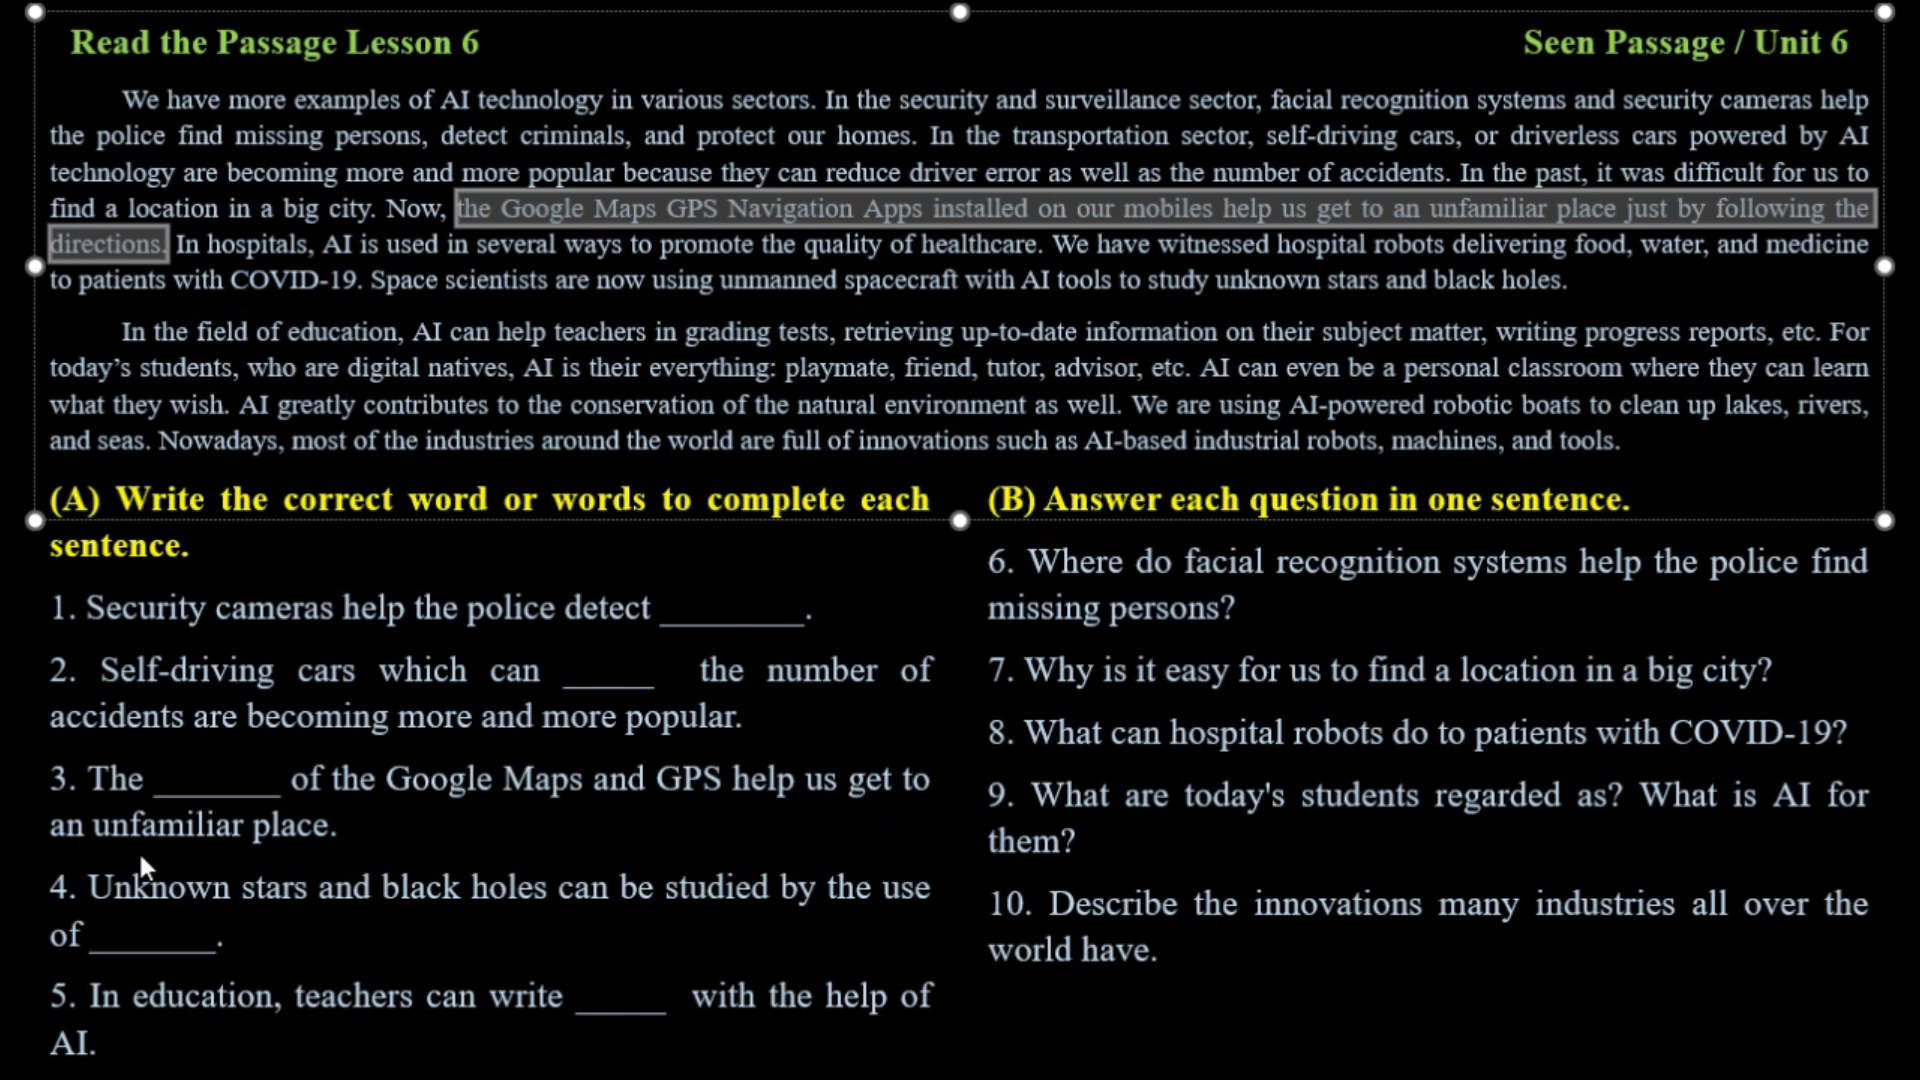 Read the Passage Lesson 6
Seen Passage / Unit 6
We have more examples of AI technology in various sectors. In the security and surveillance sector, facial recognition systems and security cameras help
the police find missing persons, detect criminals, and protect our homes. In the transportation sector, self-driving cars, or driverless cars powered by AI
technology are becoming more and more popular because they can reduce driver error as well as the number of accidents. In the past, it was difficult for us to
find a location in a big city. Now, the Google Maps GPS Navigation Apps installed on our mobiles help us get to an unfamiliar place just by following the
directions. In hospitals, AI is used in several ways to promote the quality of healthcare. We have witnessed hospital robots delivering food, water, and medicine
to patients with COVID-19. Space scientists are now using unmanned spacecraft with AI tools to study unknown stars and black holes.
In the field of education, AI can help teachers in grading tests, retrieving up-to-date information on their subject matter, writing progress reports, etc. For
today’s students, who are digital natives, AI is their everything: playmate, friend, tutor, advisor, etc. AI can even be a personal classroom where they can learn
what they wish. AI greatly contributes to the conservation of the natural environment as well. We are using AI-powered robotic boats to clean up lakes, rivers,
and seas. Nowadays, most of the industries around the world are full of innovations such as AI-based industrial robots, machines, and tools.
(A) Write the correct word or words to complete each
sentence.
1. Security cameras help the police detect ________.
2. Self-driving cars which can _____ the number of
accidents are becoming more and more popular.
3. The _______ of the Google Maps and GPS help us get to
an unfamiliar place.
4. Unknown stars and black holes can be studied by the use
of _______.
5. In education, teachers can write _____ with the help of
AI.
(B) Answer each question in one sentence.
6. Where do facial recognition systems help the police find
missing persons?
7. Why is it easy for us to find a location in a big city?
8. What can hospital robots do to patients with COVID-19?
9. What are today's students regarded as? What is AI for
them?
10. Describe the innovations many industries all over the
world have.